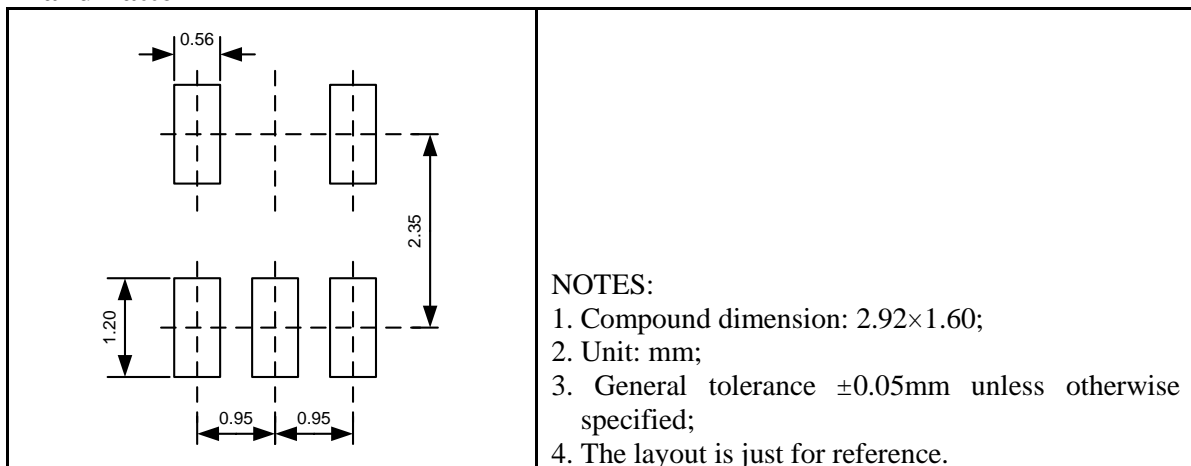 0.56
2.35
1.20
0.95 0.95
NOTES:
1. Compound dimension: 2.92×1.60;
2. Unit: mm;
3. General tolerance ±0.05mm unless otherwise
specified;
4. The layout is just for reference.